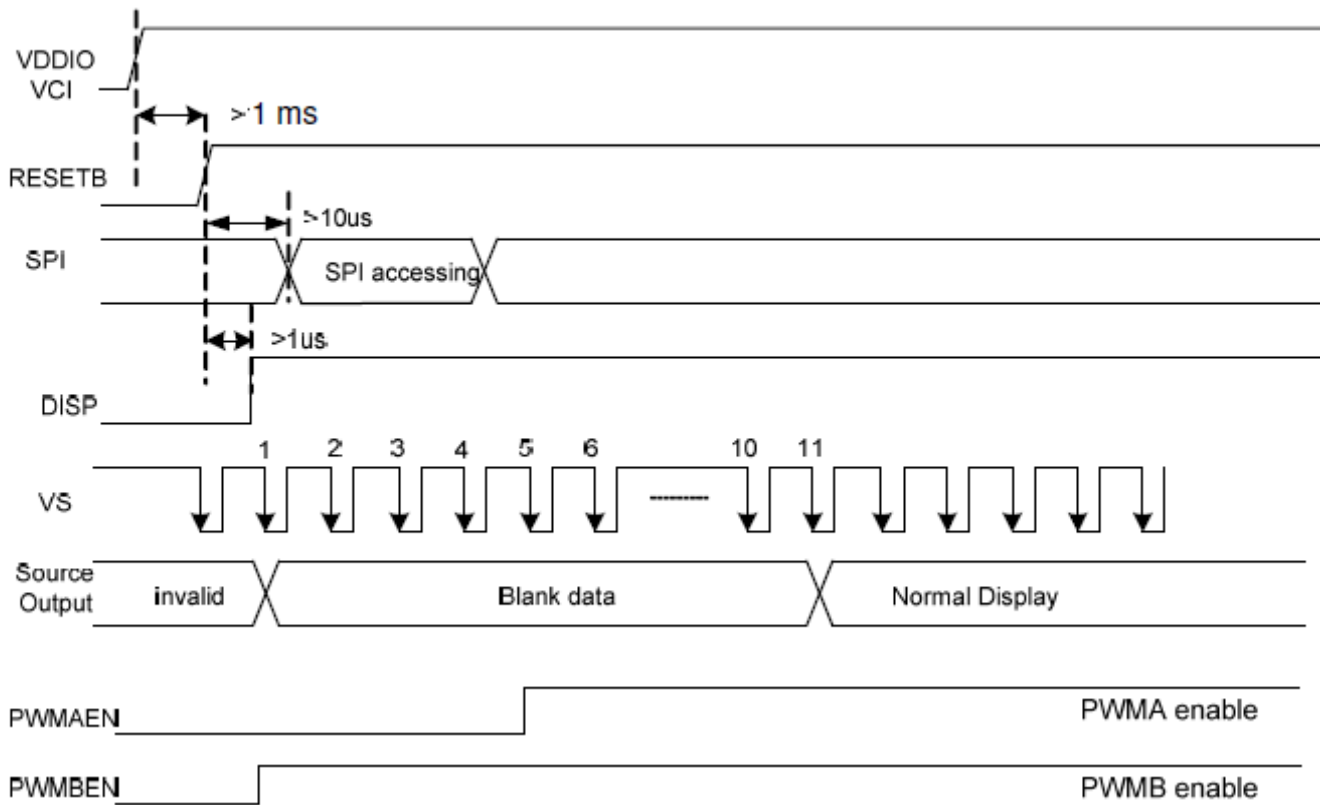 VDDIO
VCI
> 1 ms
RESETB
>10us
SPI
SPI accessing
>1us
DISP
1 2 3 4 5 6 10 11
VS
Source
Output
invalid
Blank data
Normal Display
PWMAEN
PWMA enable
PWMBEN
PWMB enable